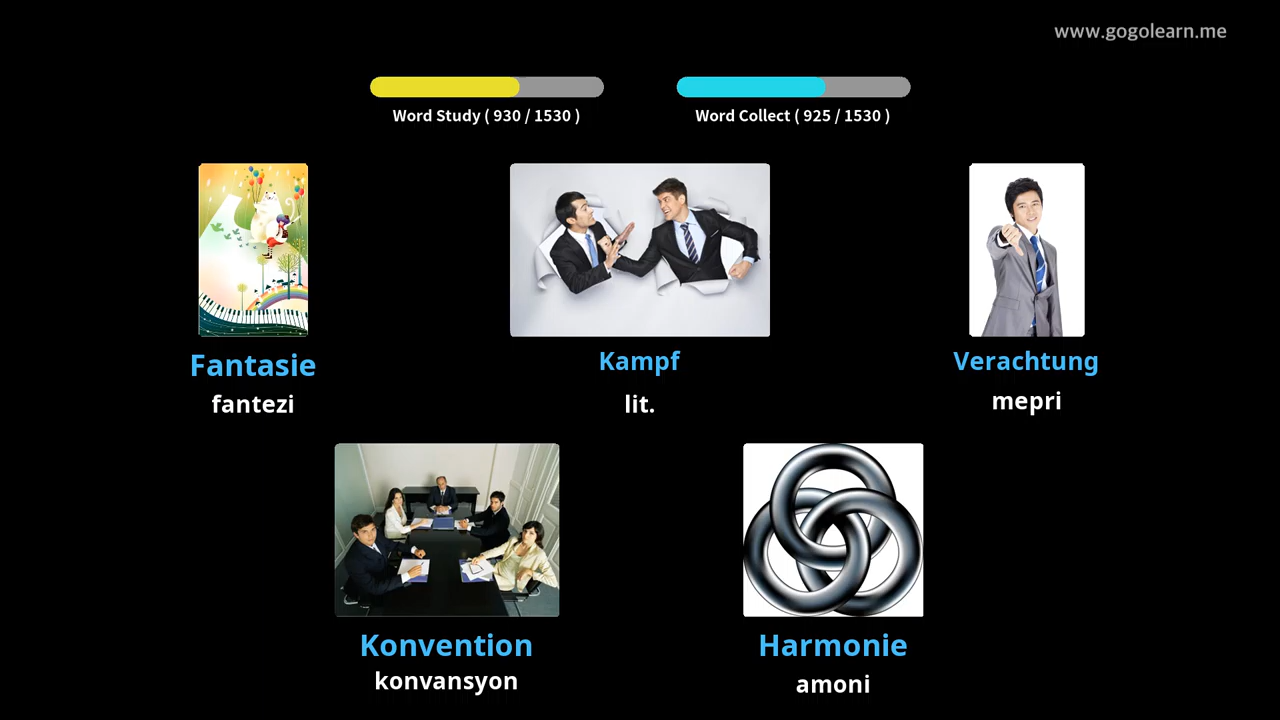 www.gogolearn.me
Word Study ( 930 / 1530 )
Word Collect ( 925 / 1530 )
Fantasie
fantezi
Kampf
lit.
Verachtung
mepri
Konvention
konvansyon
Harmonie
amoni